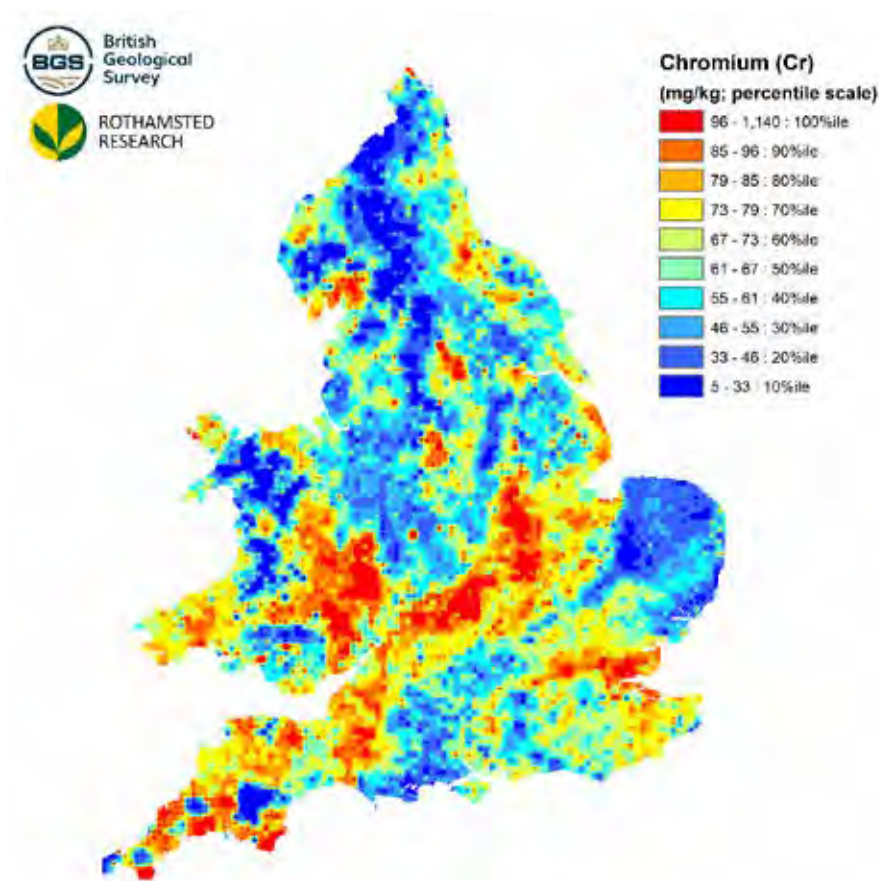 BGS
British
Geological
Survey
ROTHAMSTED
RESEARCH
Chromium (Cr)
(mg/kg; percentile scale)
96 - 1,140 : 100%ile
85 - 96 : 90%ile
79 - 85 : 80%ile
73 - 79 : 70%ile
67 - 73 : 60%ile
61 - 67 : 50%ile
55 - 61 : 40%ile
46 - 55 : 30%ile
33 - 46 : 20%ile
5 - 33 : 10%ile